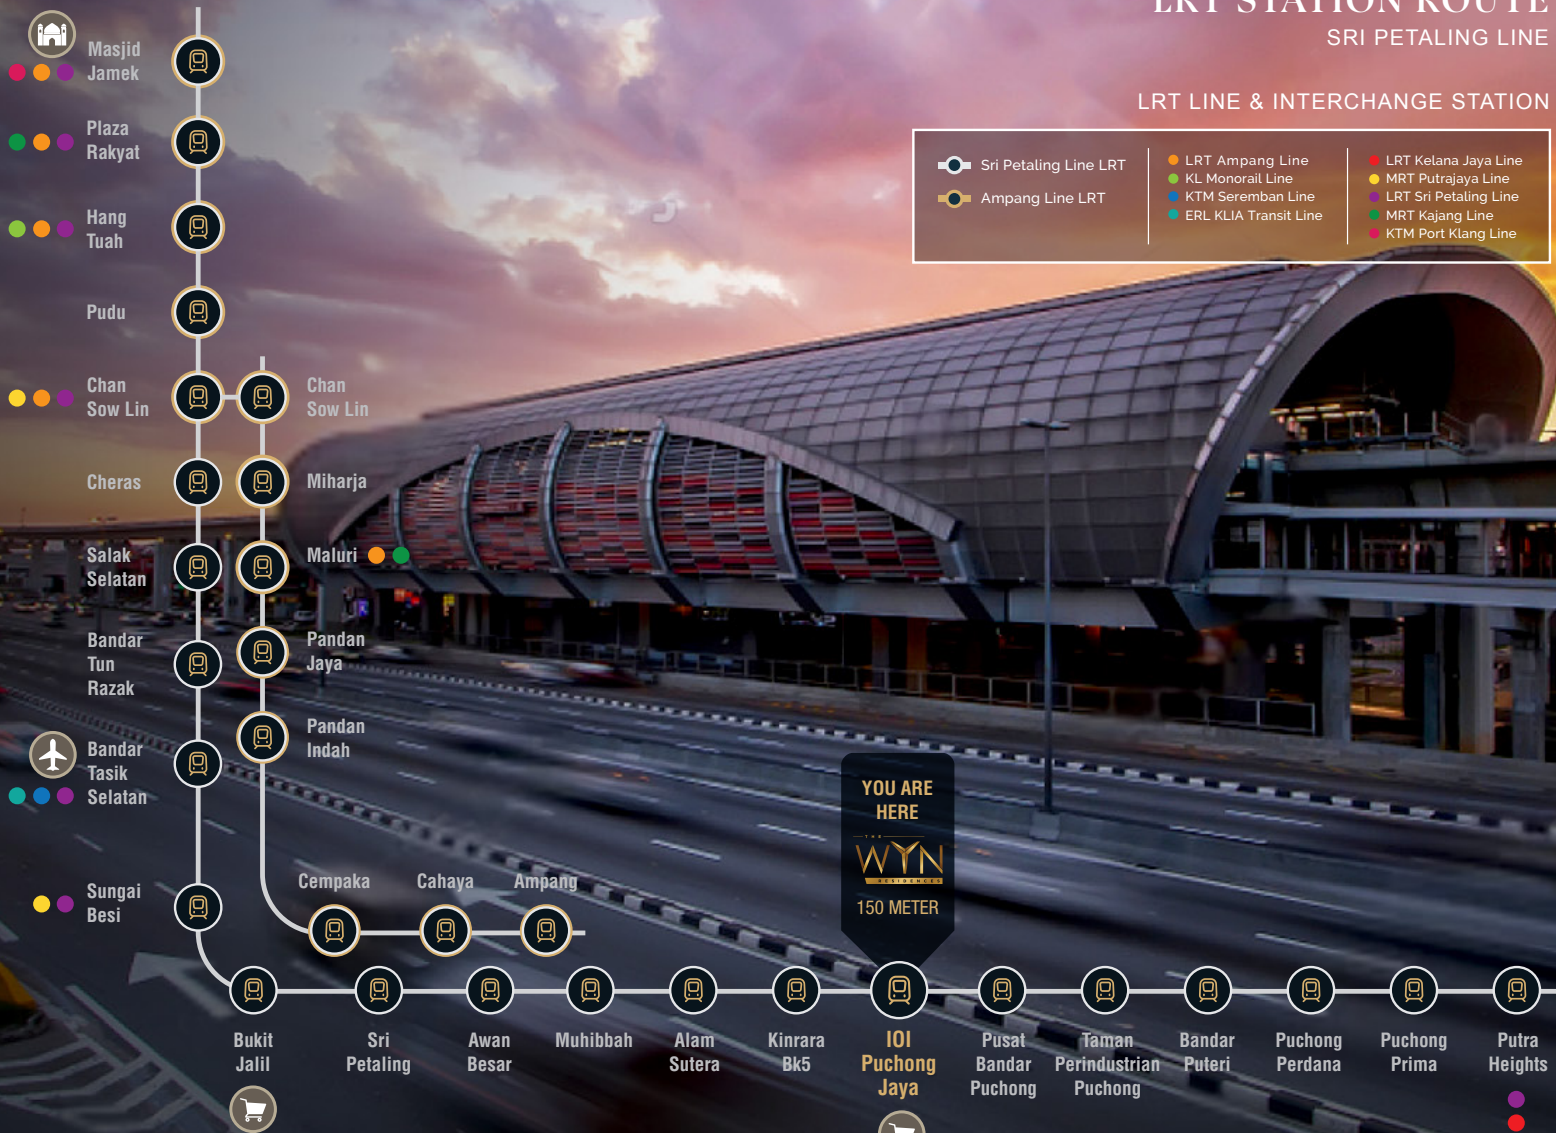 LRT STATION ROUTE
SRI PETALING LINE
LRT LINE & INTERCHANGE STATION
Sri Petaling Line LRT
Ampang Line LRT
LRT Ampang Line
KL Monorail Line
KTM Seremban Line
ERL KLIA Transit Line
LRT Kelana Jaya Line
MRT Putrajaya Line
LRT Sri Petaling Line
MRT Kajang Line
KTM Port Klang Line
Masjid
Jamek
Plaza
Rakyat
Hang
Tuah
Pudu
Chan
Sow Lin
Chan
Sow Lin
Cheras
Miharja
Salak
Selatan
Maluri
Bandar
Tun
Razak
Pandan
Jaya
Pandan
Indah
Bandar
Tasik
Selatan
Sungai
Besi
Cempaka
Cahaya
Ampang
YOU ARE
HERE
THE
WYN
RESIDENCES
150 METER
Bukit
Jalil
Sri
Petaling
Awan
Besar
Muhibbah
Alam
Sutera
Kinrara
Bk5
IOI
Puchong
Jaya
Pusat
Bandar
Puchong
Taman
Perindustrian
Puchong
Bandar
Puteri
Puchong
Perdana
Puchong
Prima
Putra
Heights